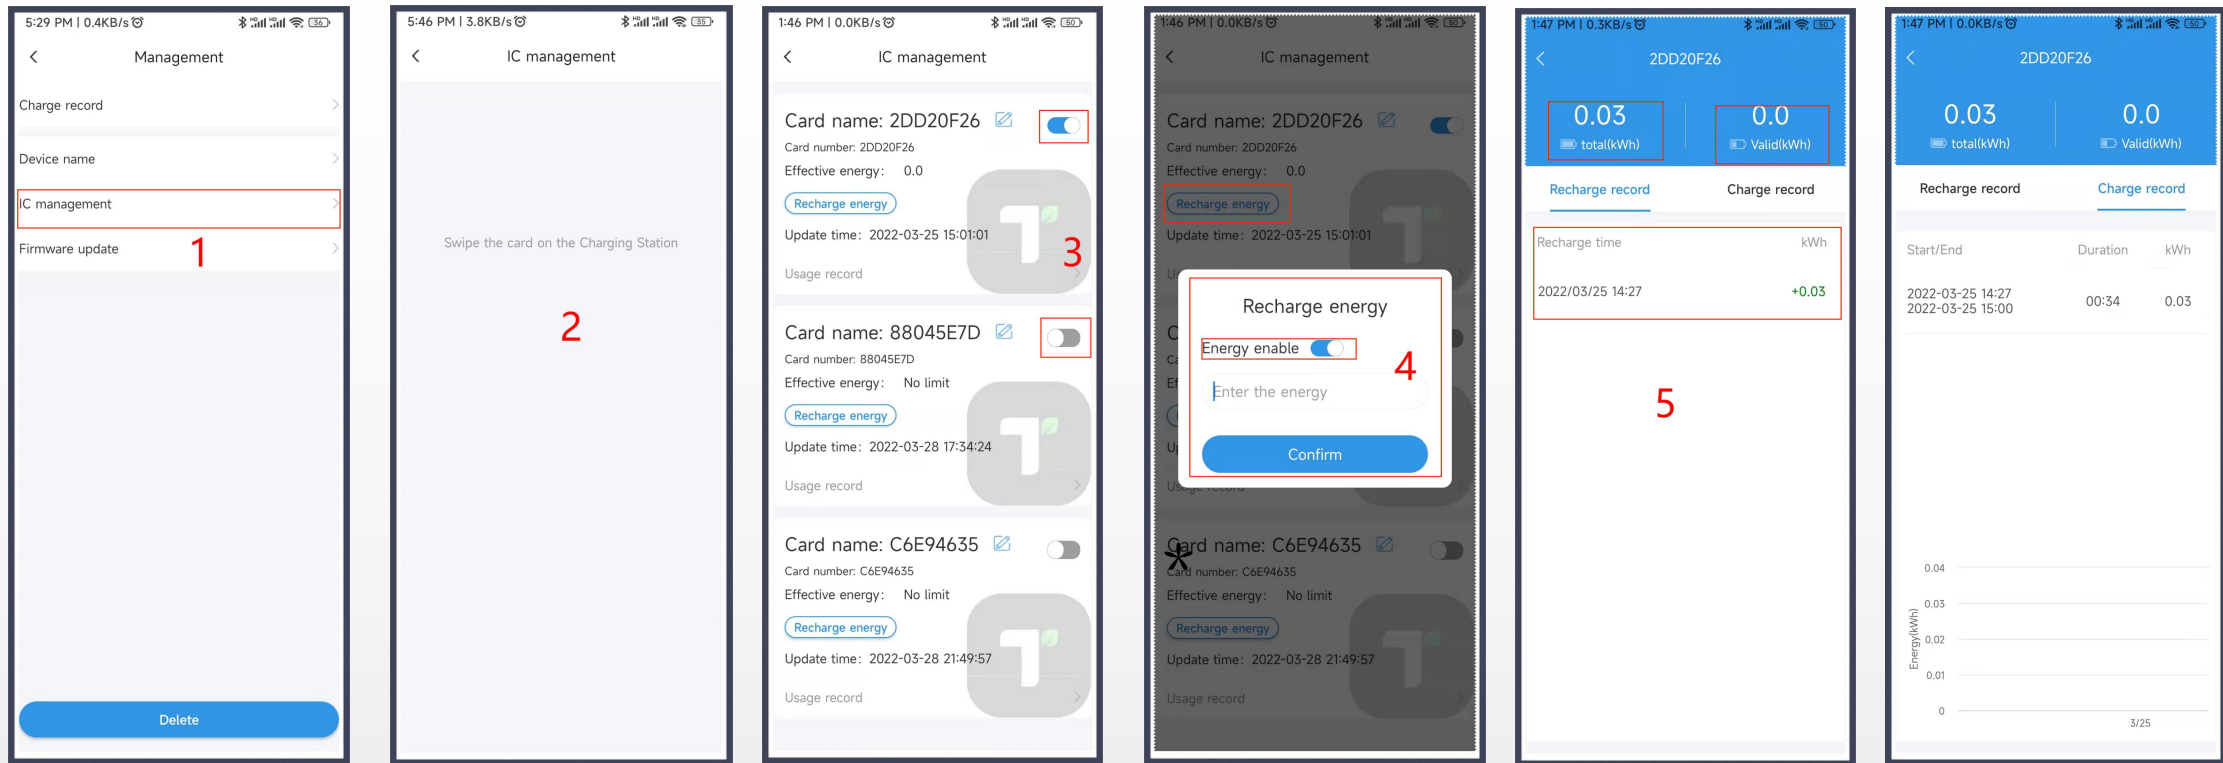 5:29 PM | 0.4KB/s
36
Management
Charge record
Device name
IC management
1
Firmware update
Delete
5:46 PM | 3.8KB/s
35
IC management
Swipe the card on the Charging Station
2
1:46 PM | 0.0KB/s
50
IC management
Card name: 2DD20F26
Card number: 2DD20F26
Effective energy: 0.0
Recharge energy
Update time: 2022-03-25 15:01:01
3
Usage record
Card name: 88045E7D
Card number: 88045E7D
Effective energy: No limit
Recharge energy
Update time: 2022-03-28 17:34:24
Usage record
Card name: C6E94635
Card number: C6E94635
Effective energy: No limit
Recharge energy
Update time: 2022-03-28 21:49:57
Usage record
1:46 PM | 0.0KB/s
50
IC management
Card name: 2DD20F26
Card number: 2DD20F26
Effective energy: 0.0
Recharge energy
Update time: 2022-03-25 15:01:01
Recharge energy
Energy enable
4
Enter the energy
Confirm
Usage record
Card name: C6E94635
*
Card number: C6E94635
Effective energy: No limit
Recharge energy
Update time: 2022-03-28 21:49:57
Usage record
1:47 PM | 0.3KB/s
50
2DD20F26
0.03 0.0
total(kWh) Valid(kWh)
Recharge record Charge record
Recharge time kWh
2022/03/25 14:27 +0.03
5
1:47 PM | 0.0KB/s
50
2DD20F26
0.03 0.0
total(kWh) Valid(kWh)
Recharge record Charge record
Start/End Duration kWh
2022-03-25 14:27
2022-03-25 15:00 00:34 0.03
Energy(kWh)
0.04
0.03
0.02
0.01
0
3/25